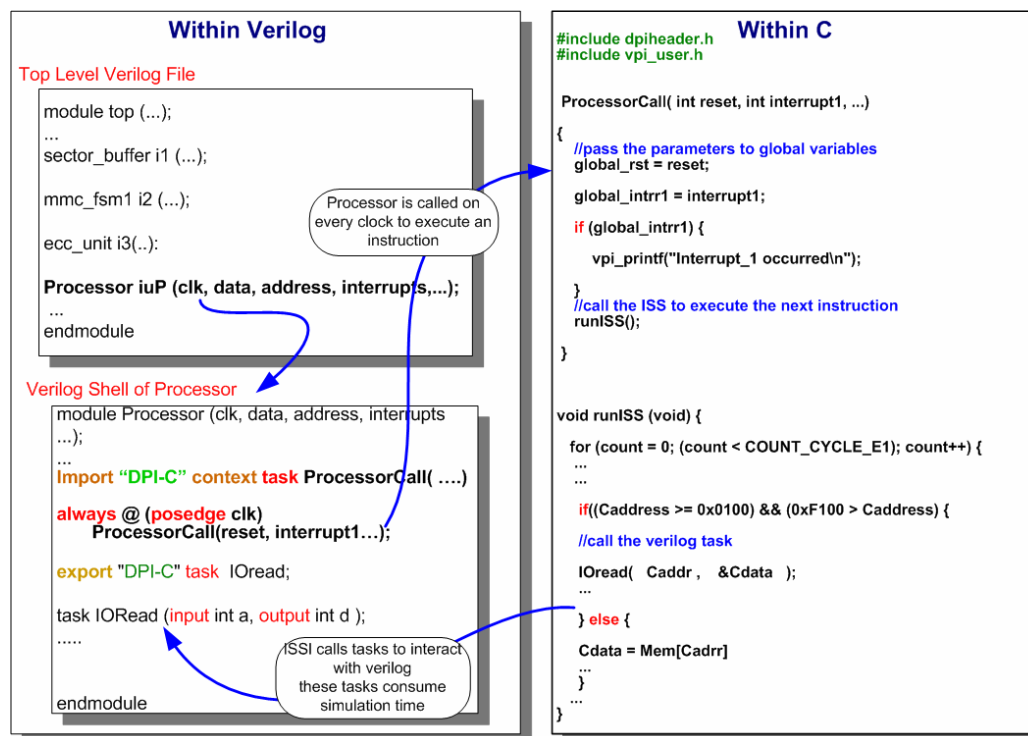 Within Verilog
Top Level Verilog File
module top (...);
...
sector_buffer i1 (...);
mmc_fsm1 i2 (...);
ecc_unit i3(..):
Processor iuP (clk, data, address, interrupts,...);
...
endmodule
Processor is called on
every clock to execute an
instruction
Verilog Shell of Processor
module Processor (clk, data, address, interrupts
...);
...
Import “DPI-C” context task ProcessorCall( ….)
always @ (posedge clk)
ProcessorCall(reset, interrupt1…);
export "DPI-C" task IOread;
task IORead (input int a, output int d );
.....
endmodule
ISSI calls tasks to interact
with verilog
these tasks consume
simulation time
Within C
#include dpiheader.h
#include vpi_user.h
ProcessorCall( int reset, int interrupt1, ...)
{
//pass the parameters to global variables
global_rst = reset;
global_intrr1 = interrupt1;
if (global_intrr1) {
vpi_printf("Interrupt_1 occurred\n");
}
//call the ISS to execute the next instruction
runISS();
}
void runISS (void) {
for (count = 0; (count < COUNT_CYCLE_E1); count++) {
...
...
if((Caddress >= 0x0100) && (0xF100 > Caddress) {
//call the verilog task
IOread( Caddr , &Cdata );
...
} else {
Cdata = Mem[Cadrr]
...
}
...
}